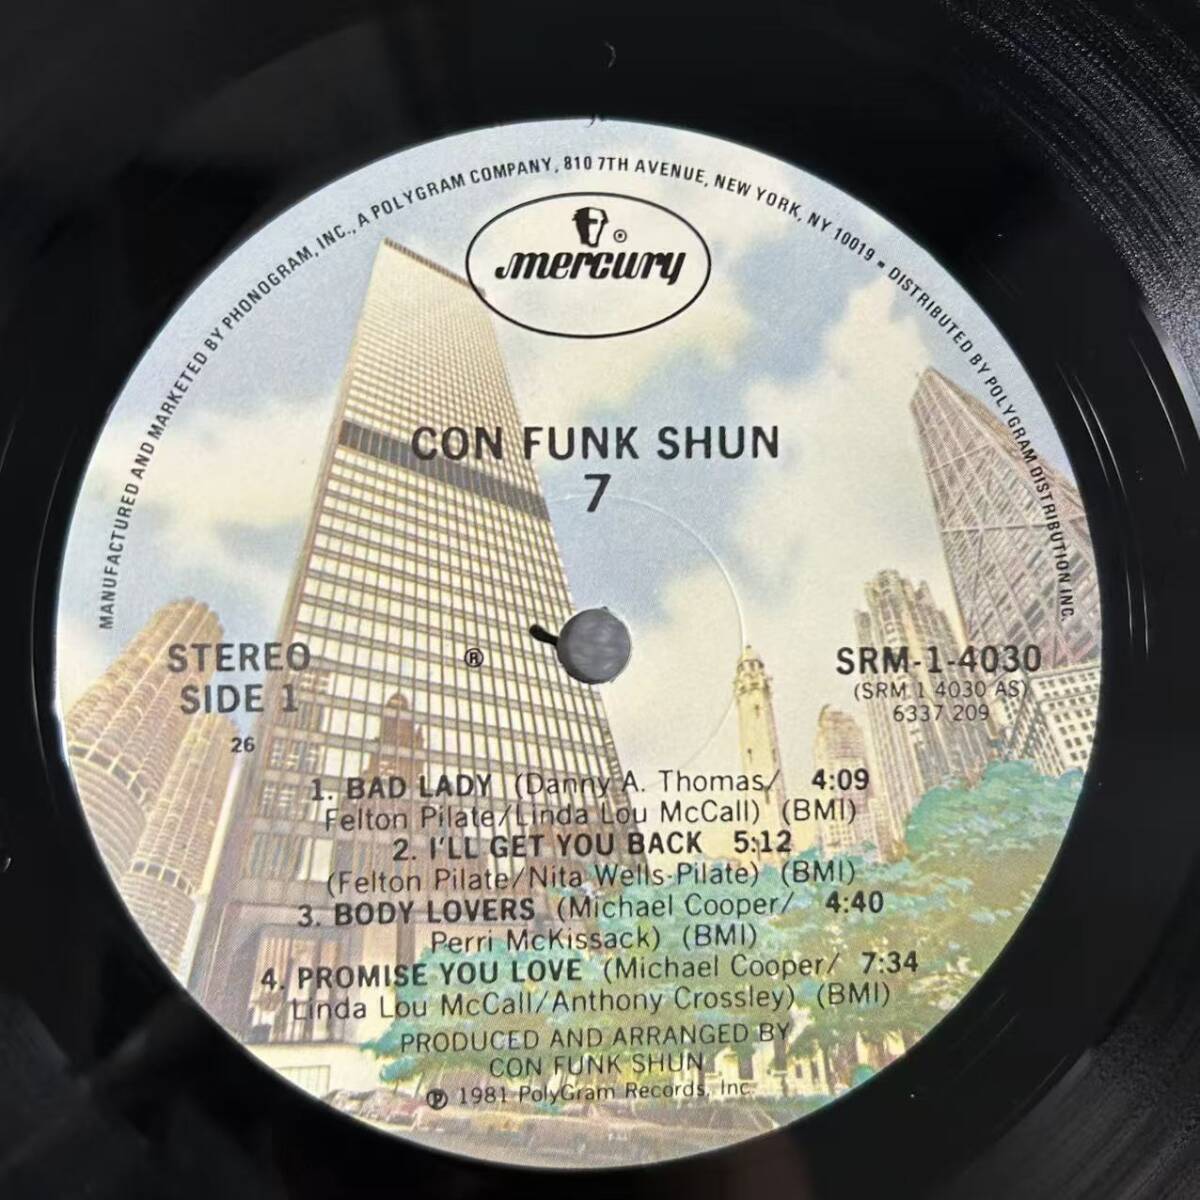 MANUFACTURED AND MARKETED BY PHONOGRAM, INC., A POLYGRAM COMPANY, 810 7TH AVENUE, NEW YORK, NY 10019 ▪ DISTRIBUTED BY POLYGRAM DISTRIBUTION INC.
®
mercury
CON FUNK SHUN
7
STEREO
SIDE 1
26
®
SRM-1-4030
(SRM 1 4030 AS)
6337 209
1. BAD LADY (Danny A. Thomas/ 4:09
Felton Pilate/Linda Lou McCall) (BMI)
2. I'LL GET YOU BACK 5:12
(Felton Pilate/Nita Wells-Pilate) (BMI)
3. BODY LOVERS (Michael Cooper/ 4:40
Perri McKissack) (BMI)
4. PROMISE YOU LOVE (Michael Cooper/ 7:34
Linda Lou McCall/Anthony Crossley) (BMI)
PRODUCED AND ARRANGED BY
CON FUNK SHUN
℗ 1981 PolyGram Records, Inc.